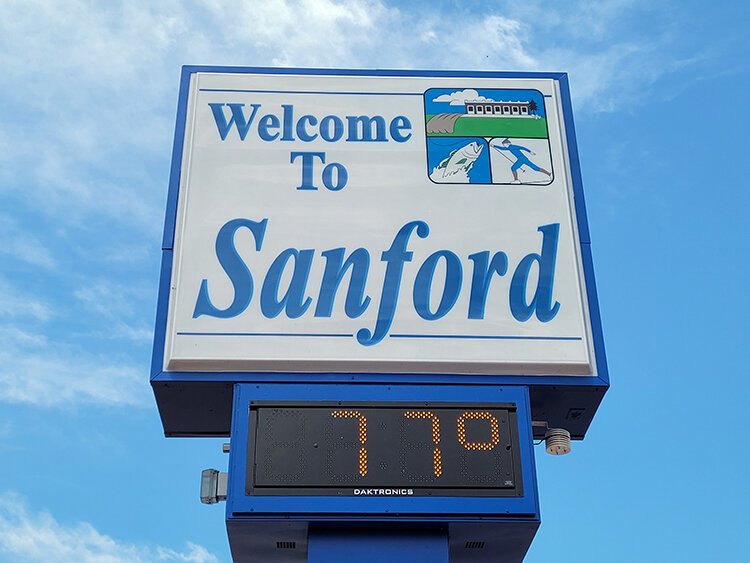 Welcome
To
Sanford
77°
DAKTRONICS